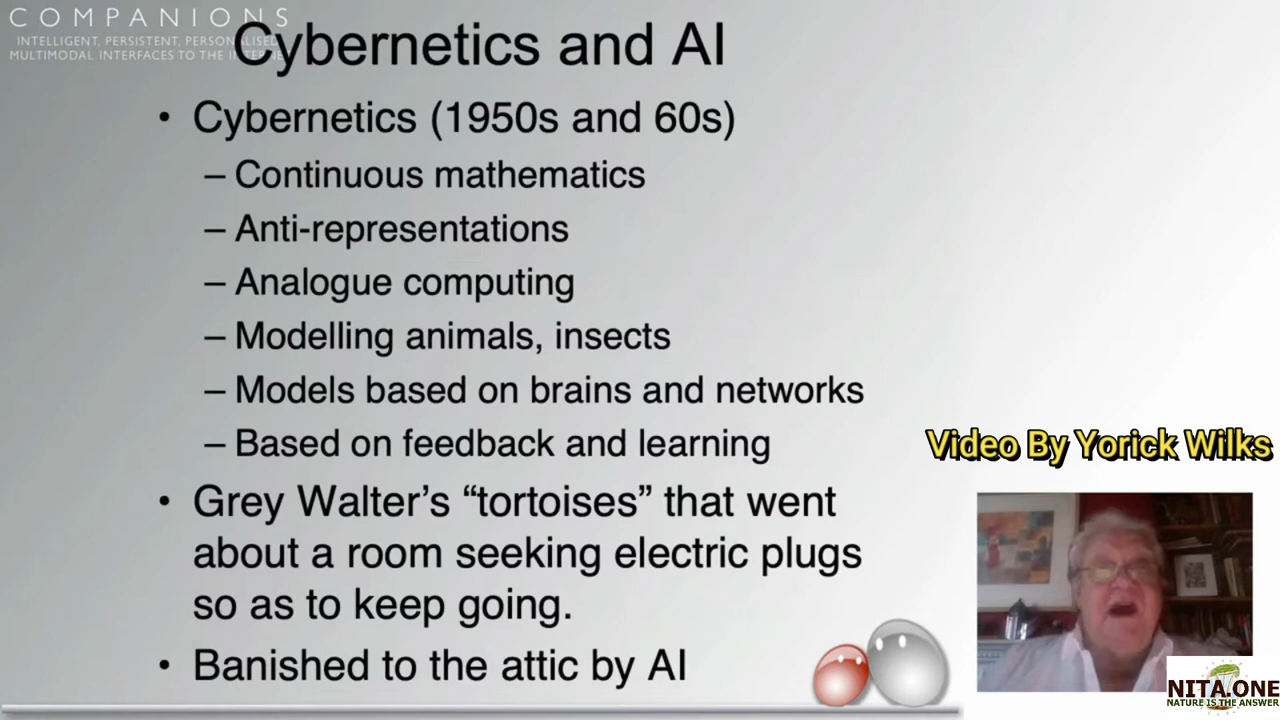 COMPANIONS
INTELLIGENT, PERSISTENT, PERSONALISED
MULTIMODAL INTERFACES TO THE
Cybernetics and AI
• Cybernetics (1950s and 60s)
– Continuous mathematics
– Anti-representations
– Analogue computing
– Modelling animals, insects
– Models based on brains and networks
– Based on feedback and learning
• Grey Walter’s “tortoises” that went
about a room seeking electric plugs
so as to keep going.
• Banished to the attic by AI
Video By Yorick Wilks
NITA.ONE
NATURE IS THE ANSWER